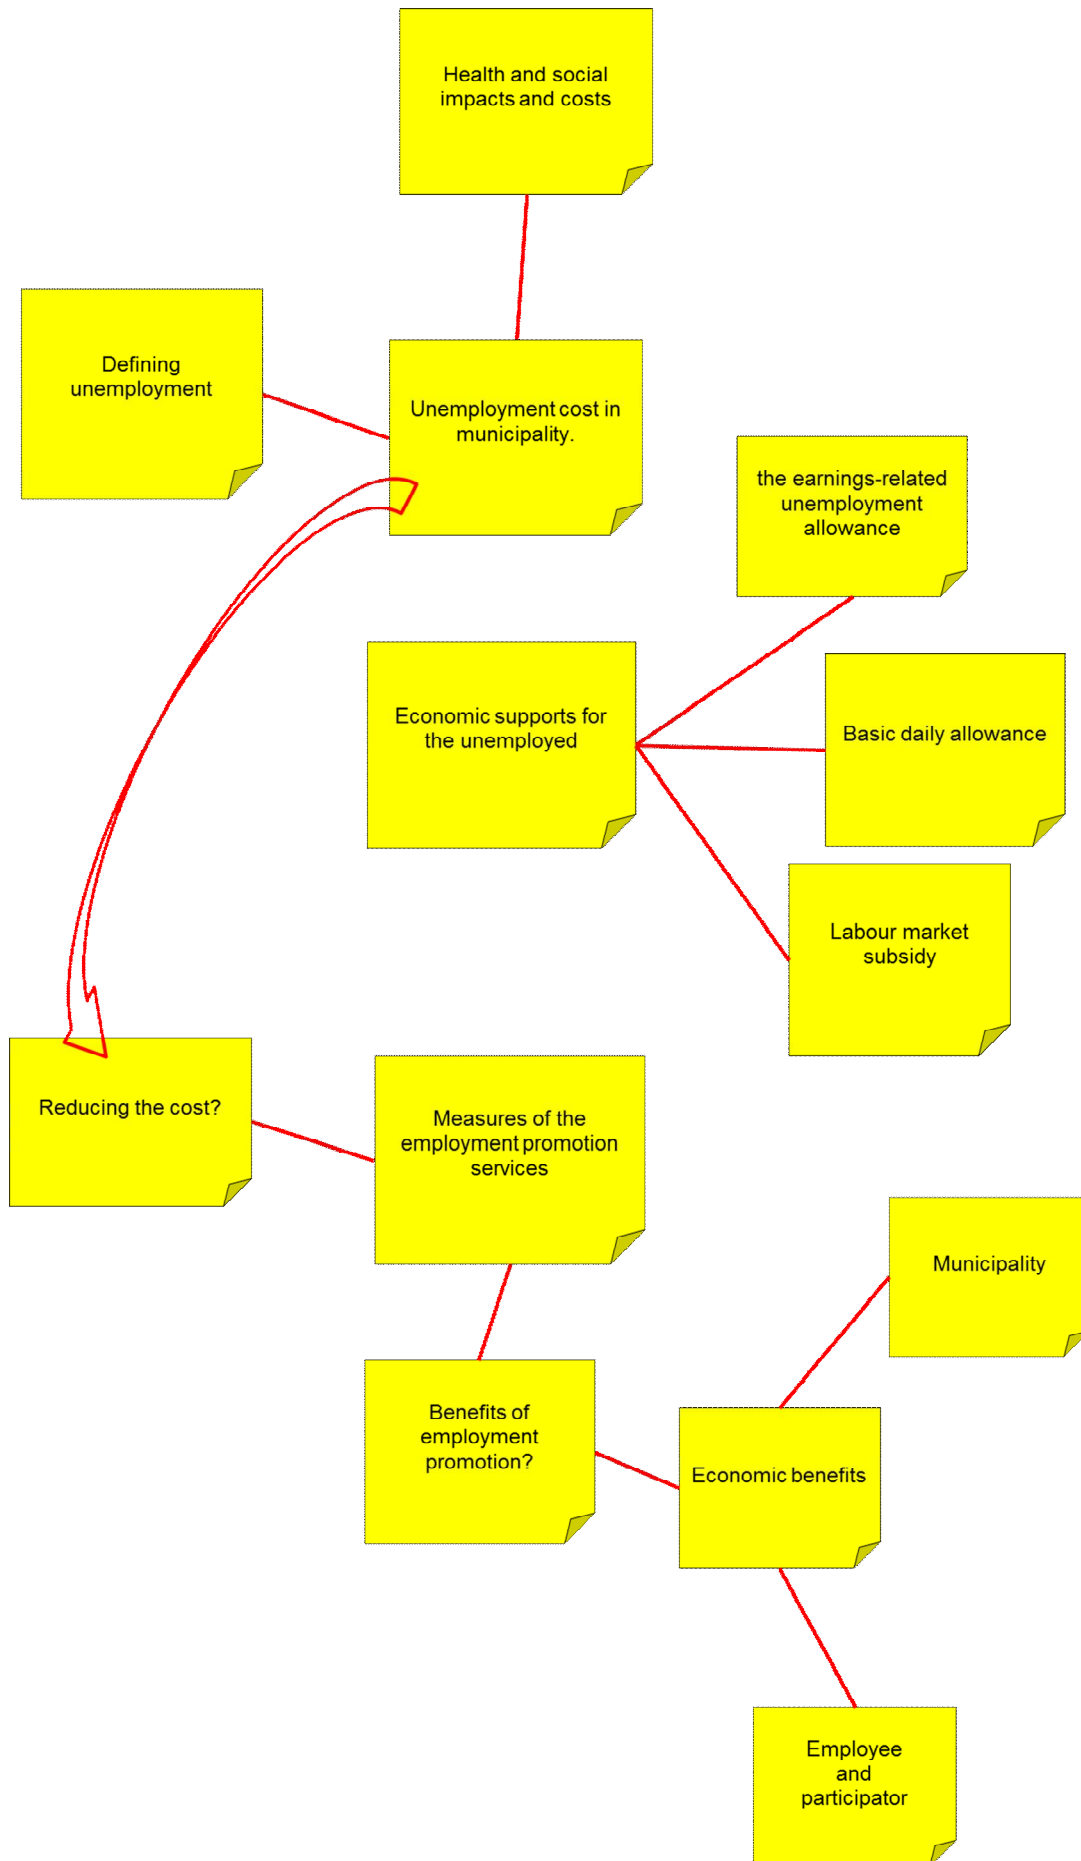 Health and social
impacts and costs
Defining
unemployment
Unemployment cost in
municipality.
the earnings-related
unemployment
allowance
Economic supports for
the unemployed
Basic daily allowance
Labour market
subsidy
Reducing the cost?
Measures of the
employment promotion
services
Municipality
Benefits of
employment
promotion?
Economic benefits
Employee
and
participator